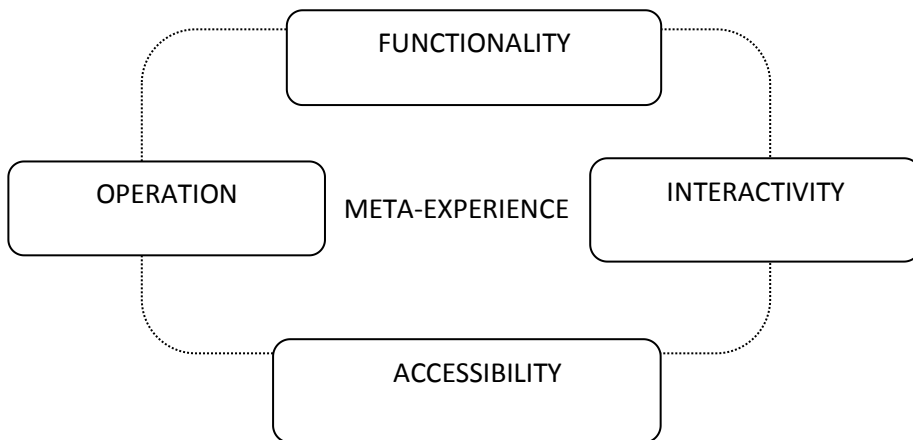 FUNCTIONALITY
OPERATION
META-EXPERIENCE
INTERACTIVITY
ACCESSIBILITY